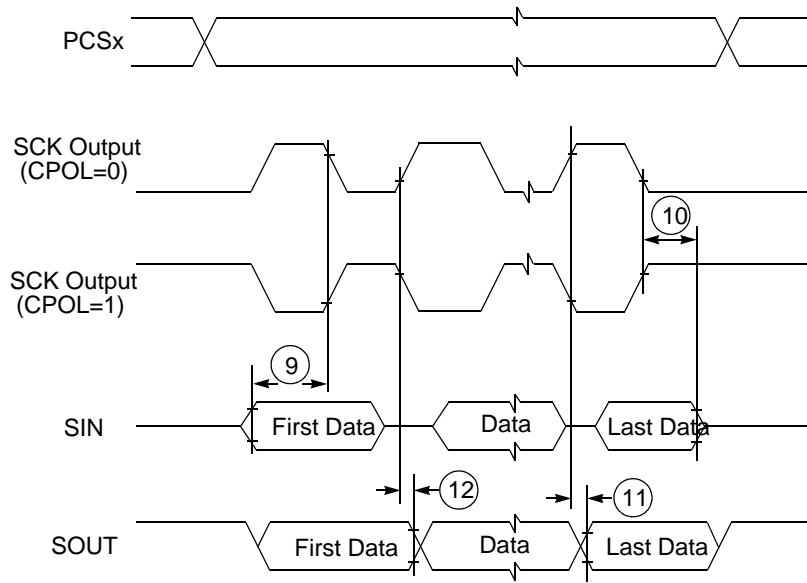 PCSx
SCK Output
(CPOL=0)
10
SCK Output
(CPOL=1)
9
SIN
First Data
Data
Last Data
12
11
SOUT
First Data
Data
Last Data